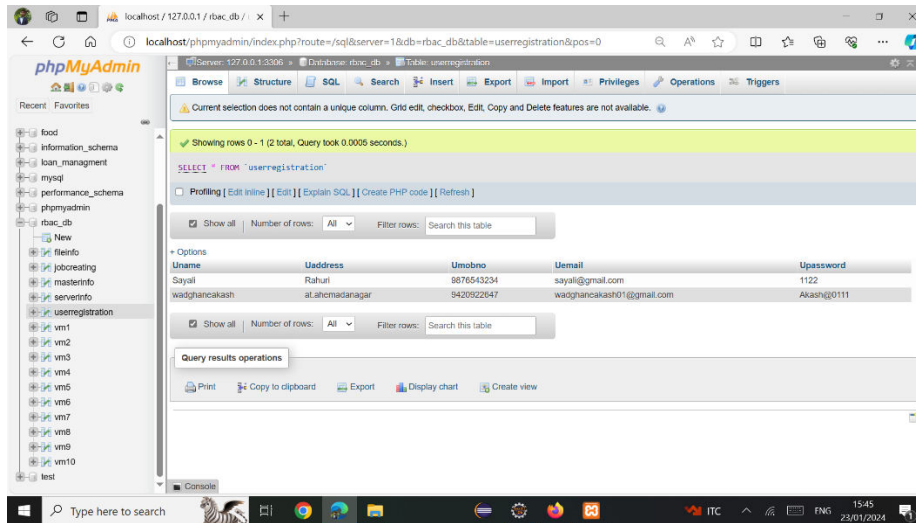 localhost / 127.0.0.1 / rbac_db /
localhost/phpmyadmin/index.php?route=/sql&server=1&db=rbac_db&table=userregistration&pos=0
phpMyAdmin
Recent Favorites
food
information_schema
loan_managment
mysql
performance_schema
phpmyadmin
rbac_db
New
fileinfo
jobcreating
masterinfo
serverinfo
userregistration
vm1
vm2
vm3
vm4
vm5
vm6
vm7
vm8
vm9
vm10
test
Server: 127.0.0.1:3306 » Database: rbac_db » Table: userregistration
Browse Structure SQL Search Insert Export Import Privileges Operations Triggers
Current selection does not contain a unique column. Grid edit, checkbox, Edit, Copy and Delete features are not available.
Showing rows 0 - 1 (2 total, Query took 0.0005 seconds.)
SELECT * FROM `userregistration`
Profiling [ Edit inline ] [ Edit ] [ Explain SQL ] [ Create PHP code ] [ Refresh ]
Show all | Number of rows: All Filter rows: Search this table
+ Options
Uname Uaddress Umobno Uemail Upassword
Sayali Rahuri 9876543234 sayali@gmail.com 1122
wadghaneakash at.ahemadanagar 9420922647 wadghaneakash01@gmail.com Akash@0111
Show all | Number of rows: All Filter rows: Search this table
Query results operations
Print Copy to clipboard Export Display chart Create view
Console
Type here to search
ITC ENG 15:45
23/01/2024